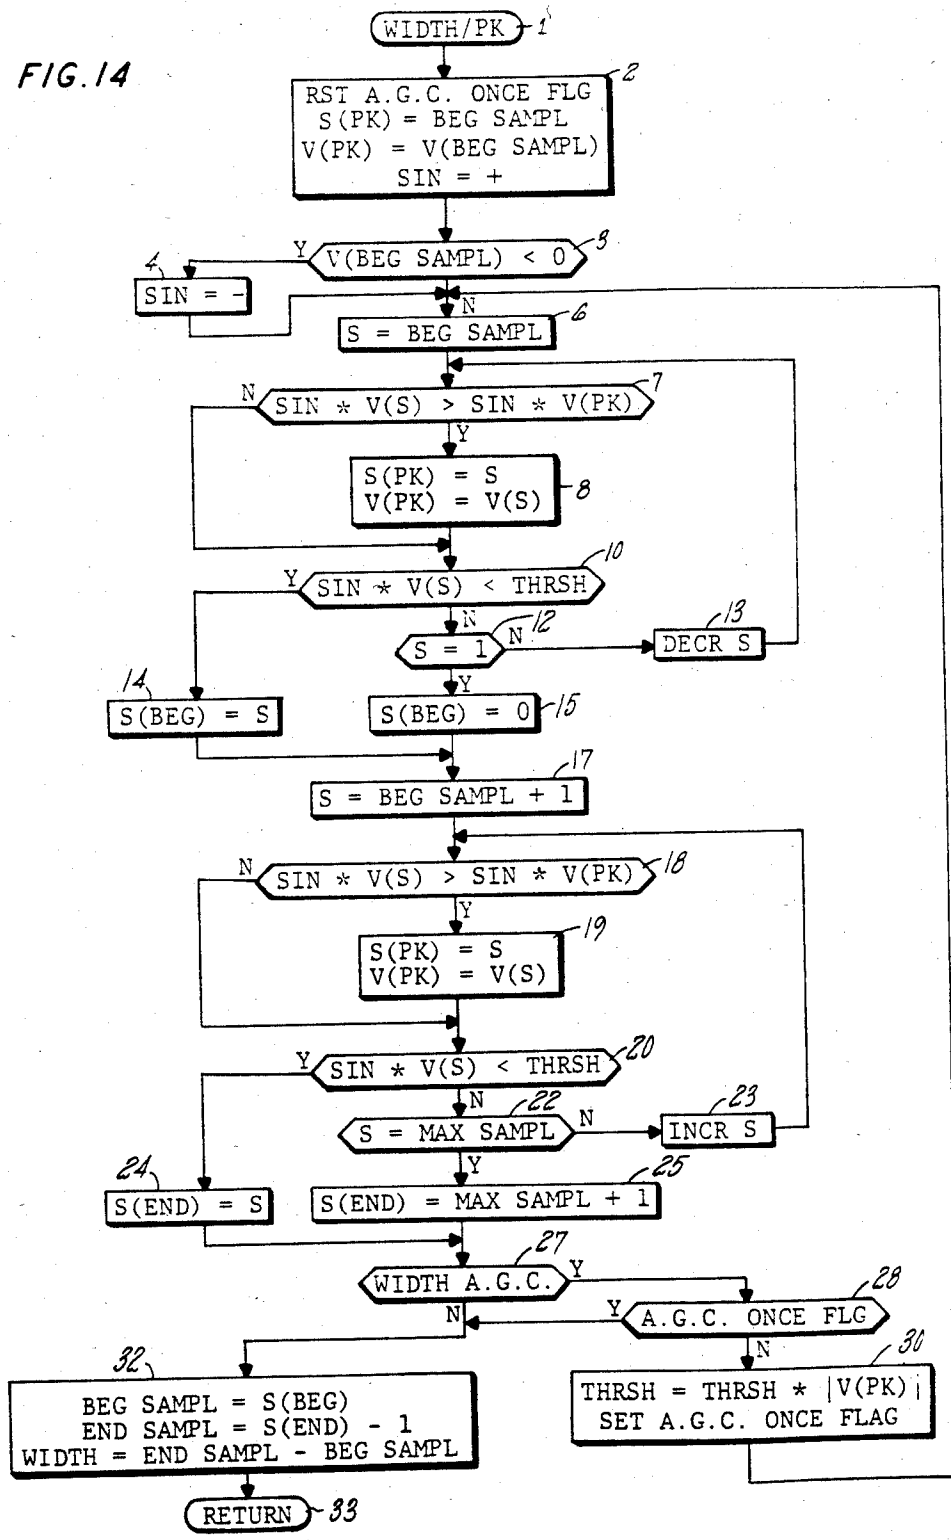 WIDTH/PK 1
FIG.14
2
RST A.G.C. ONCE FLG
S(PK) = BEG SAMPL
V(PK) = V(BEG SAMPL)
SIN = +
Y V(BEG SAMPL) < 0 3
4
SIN = -
N
6
S = BEG SAMPL
7
N SIN * V(S) > SIN * V(PK)
Y
S(PK) = S
V(PK) = V(S)
8
10
Y SIN * V(S) < THRSH
N 12
S = 1 N
13
DECR S
Y
14
S(BEG) = S
S(BEG) = 0 15
17
S = BEG SAMPL + 1
N SIN * V(S) > SIN * V(PK) 18
Y
19
S(PK) = S
V(PK) = V(S)
Y SIN * V(S) < THRSH 20
N 22
S = MAX SAMPL N
23
INCR S
Y
24
S(END) = S
25
S(END) = MAX SAMPL + 1
27
WIDTH A.G.C. Y
N
28
Y A.G.C. ONCE FLG
N
30
THRSH = THRSH * |V(PK)|
SET A.G.C. ONCE FLAG
32
BEG SAMPL = S(BEG)
END SAMPL = S(END) - 1
WIDTH = END SAMPL - BEG SAMPL
RETURN 33